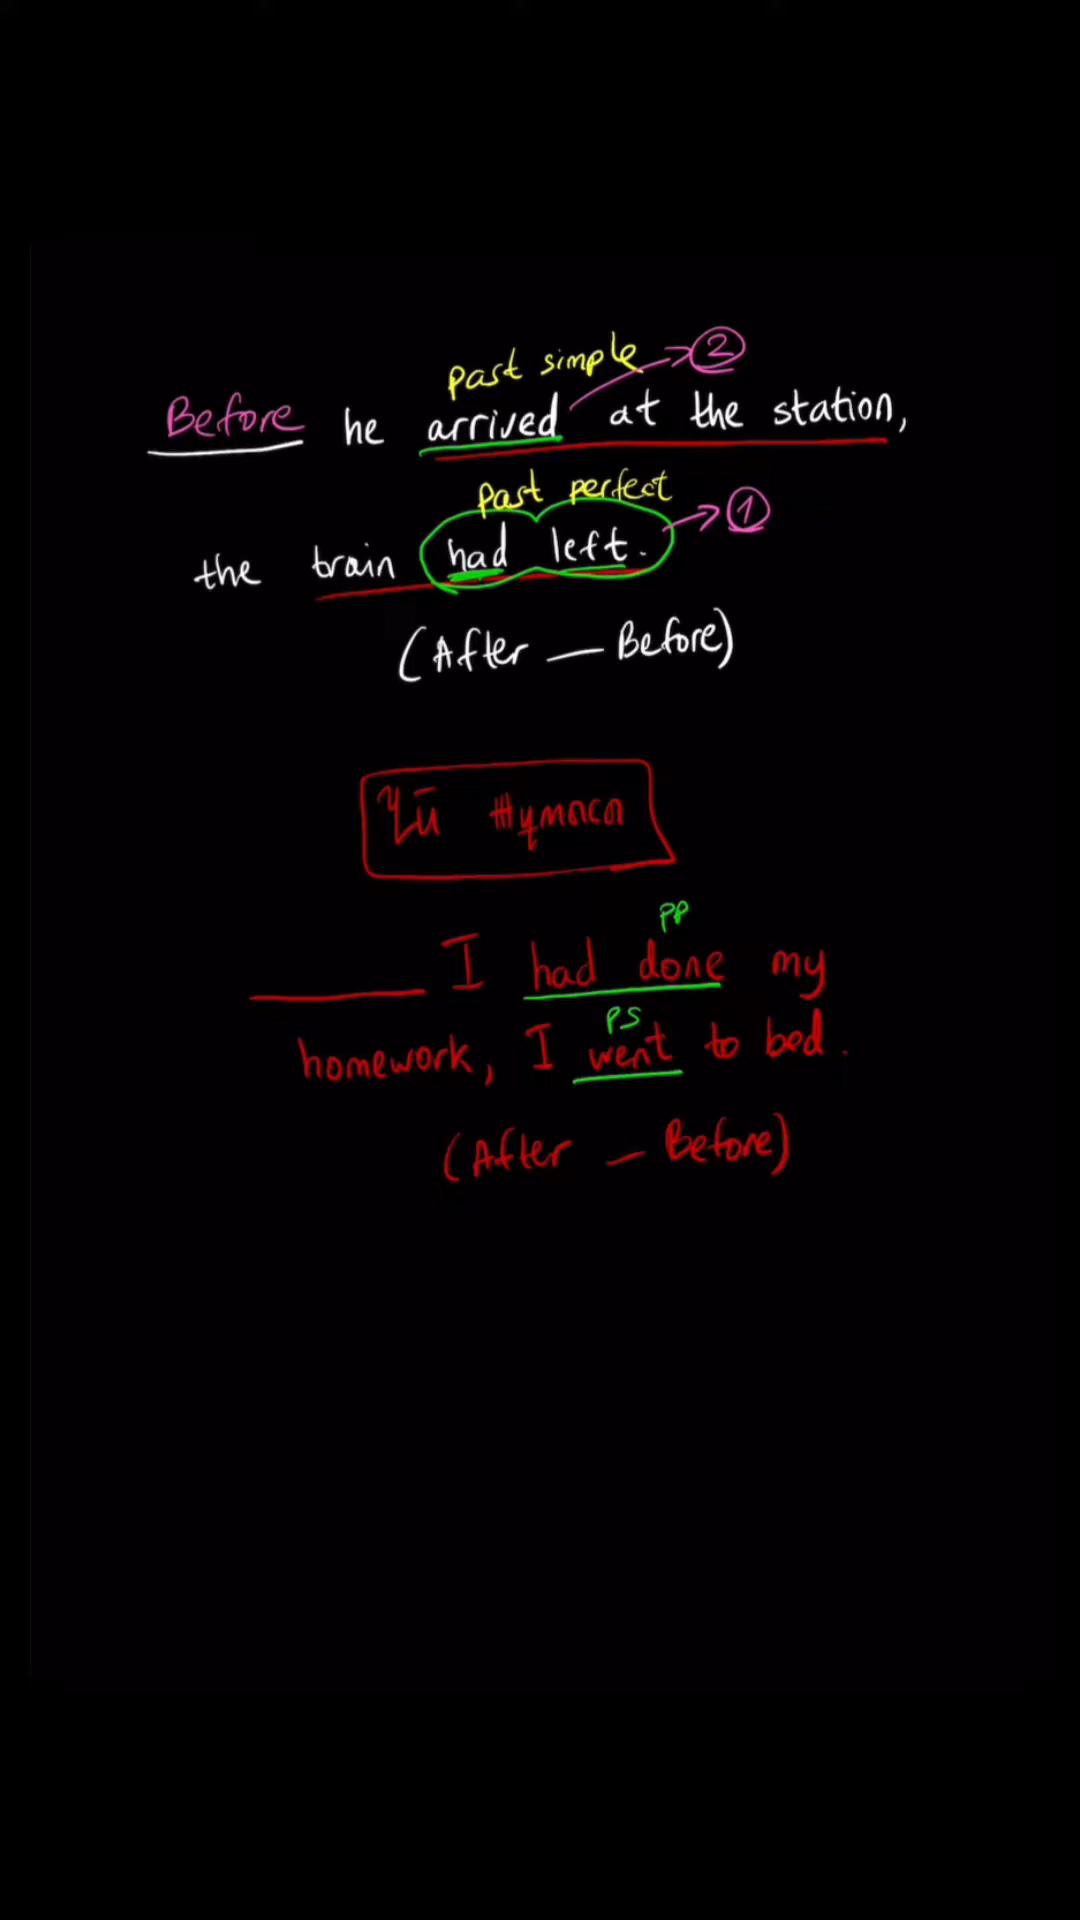 past simple → ②
Before he arrived at the station,
past perfect → ①
the train had left.
(After — Before)
PP
_____ I had done my
PS
homework, I went to bed.
(After — Before)